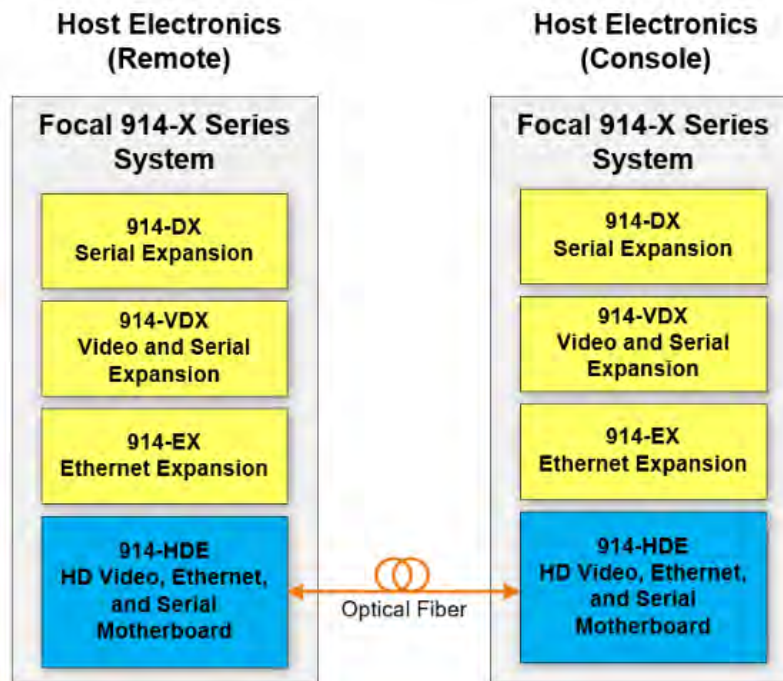 Host Electronics
(Remote)
Focal 914-X Series
System
914-DX
Serial Expansion
914-VDX
Video and Serial
Expansion
914-EX
Ethernet Expansion
914-HDE
HD Video, Ethernet,
and Serial
Motherboard
Optical Fiber
Host Electronics
(Console)
Focal 914-X Series
System
914-DX
Serial Expansion
914-VDX
Video and Serial
Expansion
914-EX
Ethernet Expansion
914-HDE
HD Video, Ethernet,
and Serial
Motherboard